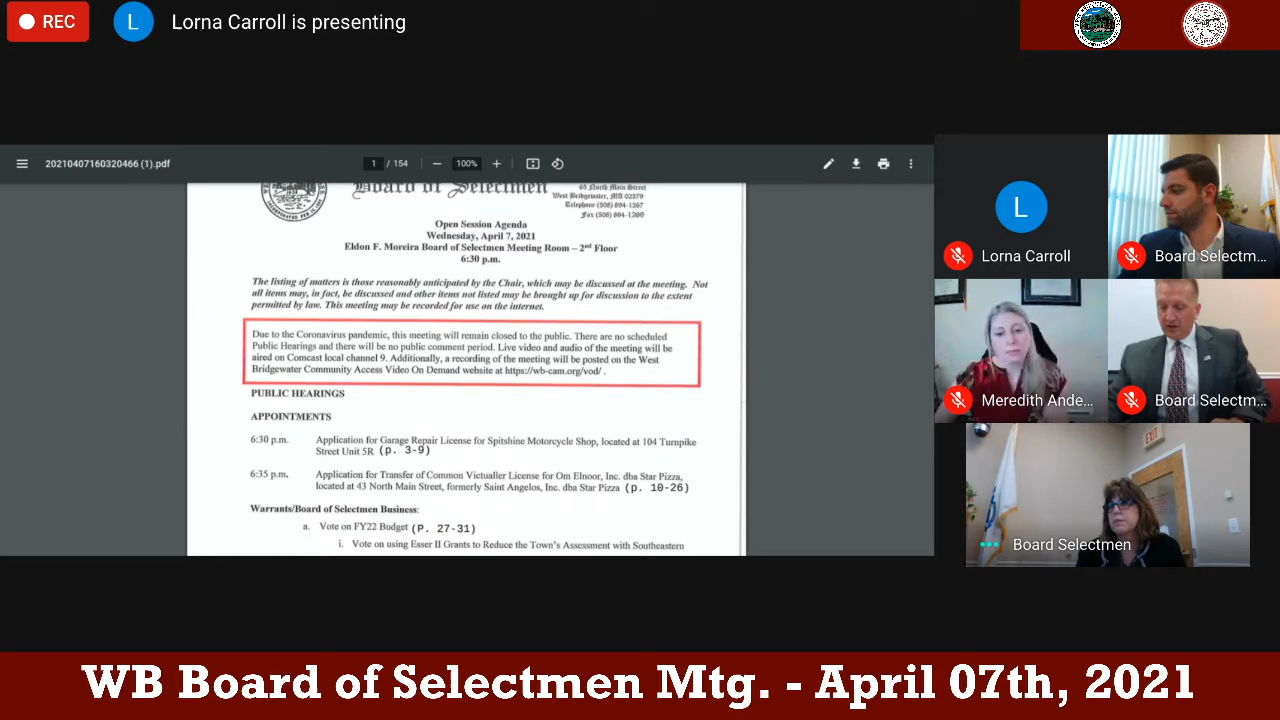 REC
L
Lorna Carroll is presenting
20210407160320466 (1).pdf
1 / 154
100%
Board of Selectmen
65 North Main Street
West Bridgewater, MA 02379
Telephone (508) 894-1267
Fax (508) 894-1269
Open Session Agenda
Wednesday, April 7, 2021
Eldon F. Moreira Board of Selectmen Meeting Room – 2nd Floor
6:30 p.m.
The listing of matters is those reasonably anticipated by the Chair, which may be discussed at the meeting. Not
all items may, in fact, be discussed and other items not listed may be brought up for discussion to the extent
permitted by law. This meeting may be recorded for use on the internet.
Due to the Coronavirus pandemic, this meeting will remain closed to the public. There are no scheduled
Public Hearings and there will be no public comment period. Live video and audio of the meeting will be
aired on Comcast local channel 9. Additionally, a recording of the meeting will be posted on the West
Bridgewater Community Access Video On Demand website at https://wb-cam.org/vod/ .
PUBLIC HEARINGS
APPOINTMENTS
6:30 p.m. Application for Garage Repair License for Spitshine Motorcycle Shop, located at 104 Turnpike
Street Unit 5R (p. 3-9)
6:35 p.m. Application for Transfer of Common Victualler License for Om Elnoor, Inc. dba Star Pizza,
located at 43 North Main Street, formerly Saint Angelos, Inc. dba Star Pizza (p. 10-26)
Warrants/Board of Selectmen Business:
a. Vote on FY22 Budget (P. 27-31)
i. Vote on using Esser II Grants to Reduce the Town's Assessment with Southeastern
L
Lorna Carroll
Board Selectm...
Meredith Ande...
Board Selectm...
EXIT
Board Selectmen
WB Board of Selectmen Mtg. - April 07th, 2021